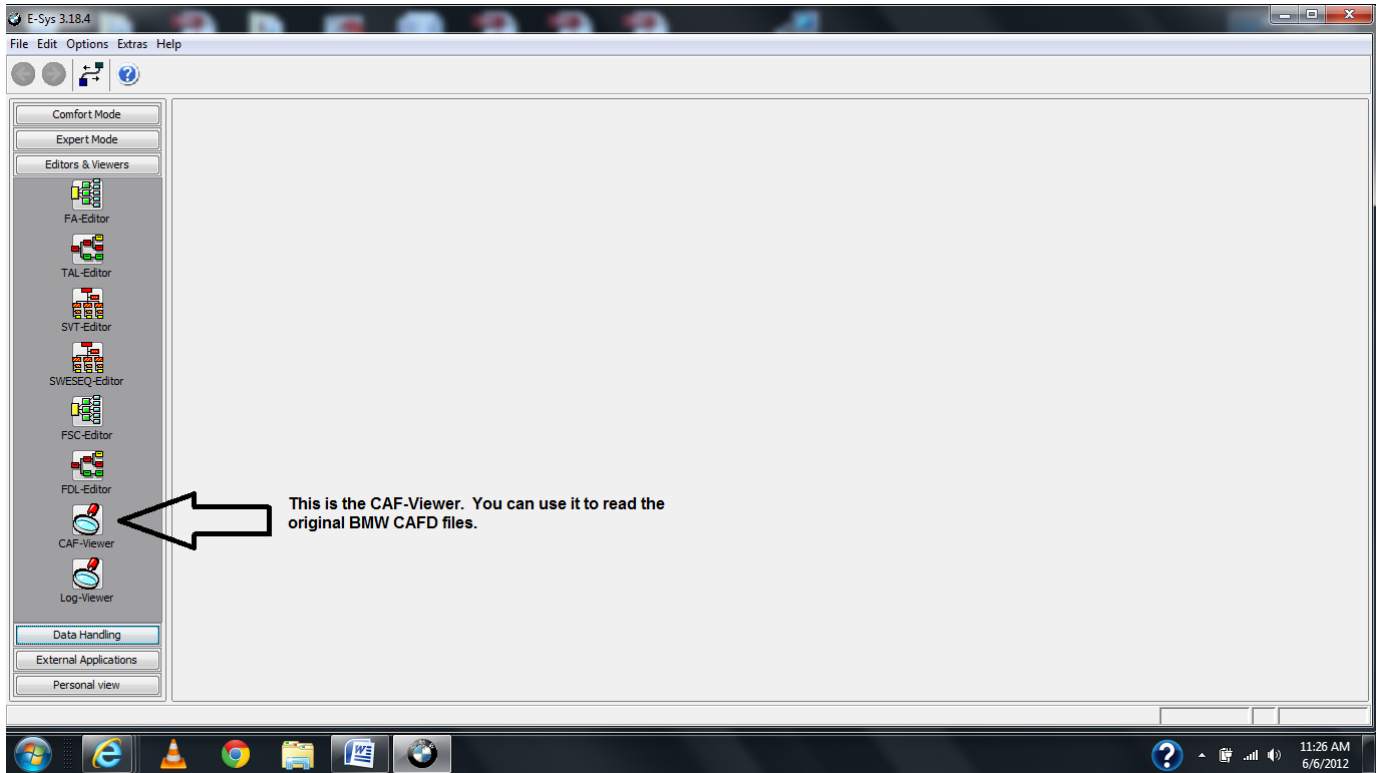 E-Sys 3.18.4
File Edit Options Extras Help
Comfort Mode
Expert Mode
Editors & Viewers
FA-Editor
TAL-Editor
SVT-Editor
SWESEQ-Editor
FSC-Editor
FDL-Editor
This is the CAF-Viewer. You can use it to read the
original BMW CAFD files.
CAF-Viewer
Log-Viewer
Data Handling
External Applications
Personal view
11:26 AM
6/6/2012